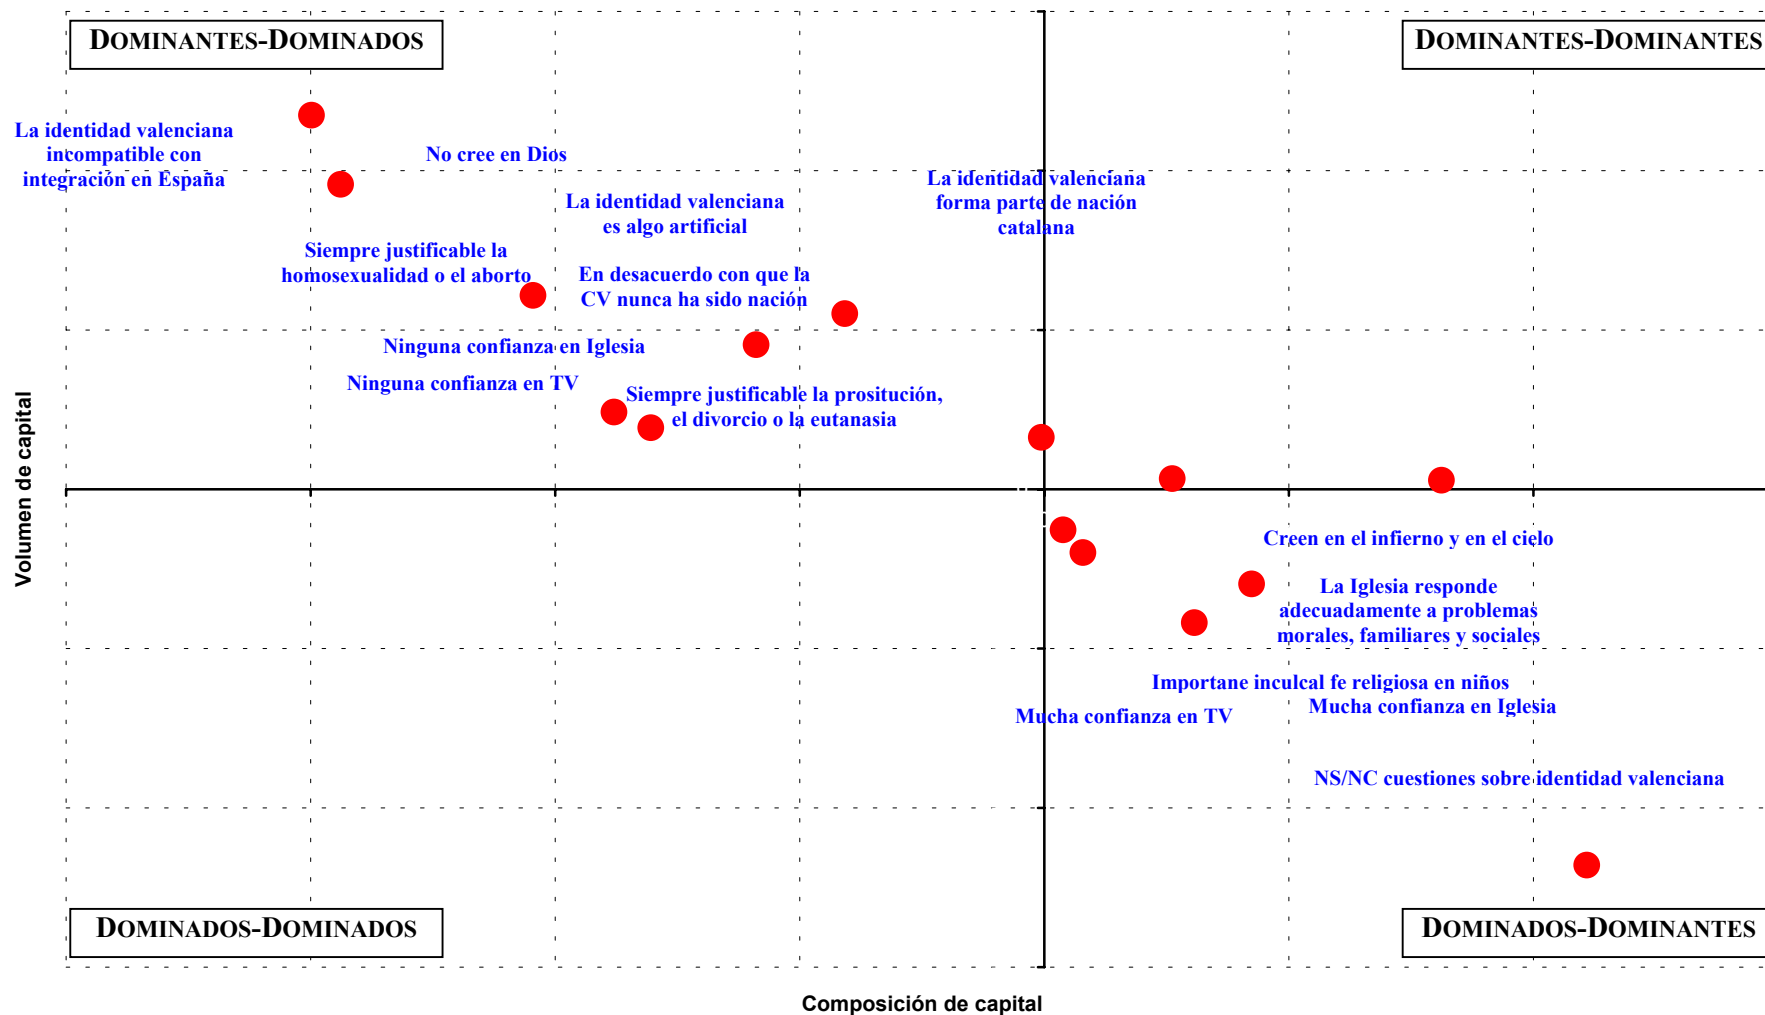 DOMINANTES-DOMINADOS
DOMINANTES-DOMINANTES
La identidad valenciana
incompatible con
integración en España
No cree en Dios
La identidad valenciana
es algo artificial
La identidad valenciana
forma parte de nación
catalana
Siempre justificable la
homosexualidad o el aborto
En desacuerdo con que la
CV nunca ha sido nación
Ninguna confianza en Iglesia
Ninguna confianza en TV
Siempre justificable la prositución,
el divorcio o la eutanasia
Volumen de capital
Creen en el infierno y en el cielo
La Iglesia responde
adecuadamente a problemas
morales, familiares y sociales
Importane inculcal fe religiosa en niños
Mucha confianza en Iglesia
Mucha confianza en TV
NS/NC cuestiones sobre identidad valenciana
DOMINADOS-DOMINADOS
DOMINADOS-DOMINANTES
Composición de capital